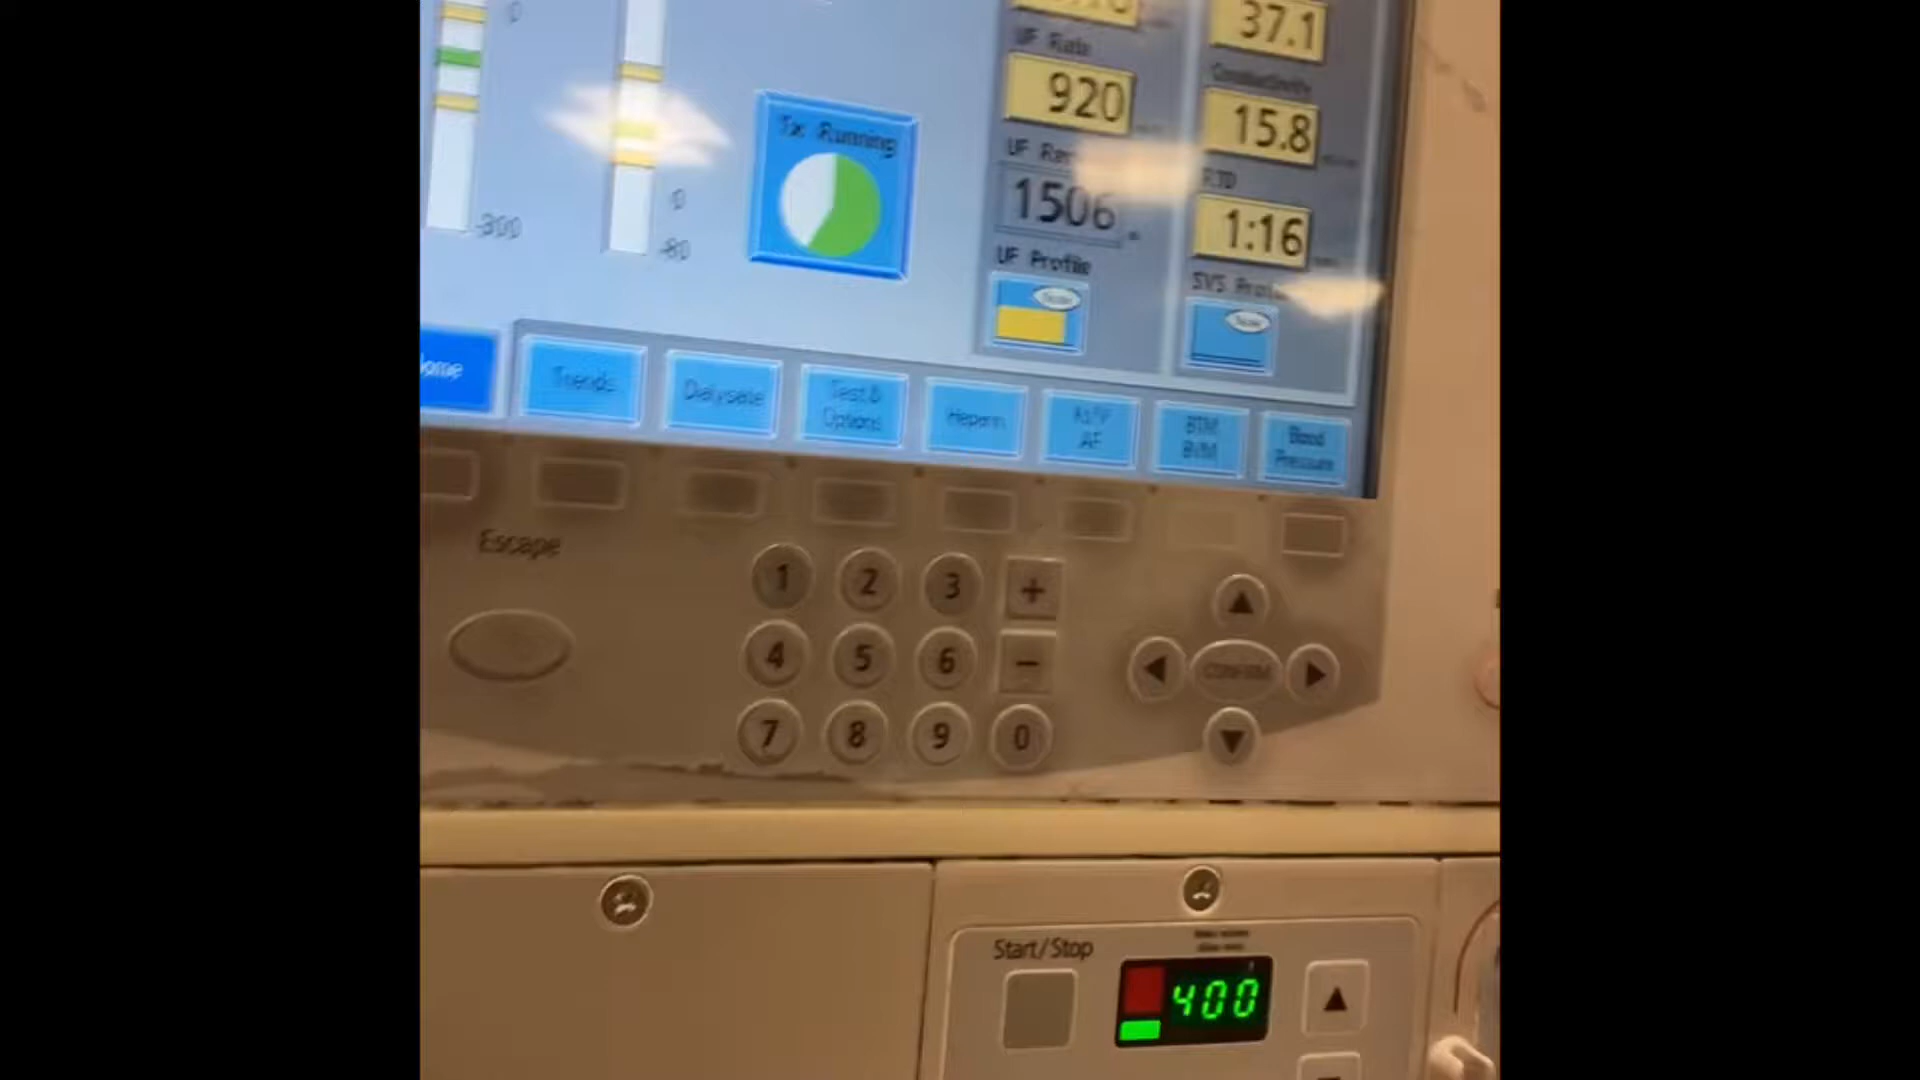 0
37.1
UF Rate
Conductivity
920
15.8
Tx Running
UF Rem
RTD
1506
1:16
0
-300
-80
UF Profile
SVS Profile
None
None
Home
Trends
Dialysate
Test &
Options
Heparin
BTM
BVM
Blood
Pressure
Escape
1 2 3 +
4 5 6 −
7 8 9 0
CONFIRM
Start/Stop
400